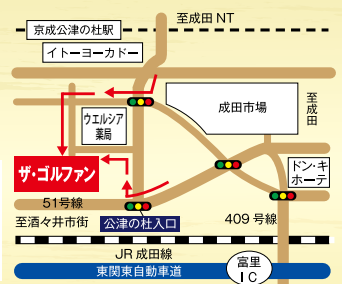 至成田NT
京成公津の杜駅
イトーヨーカドー
成田市場
至成田
ウエルシア
薬局
ザ・ゴルファン
ドン・キ
ホーテ
51号線
至酒々井市街
公津の杜入口
409号線
JR成田線
東関東自動車道
富里
IC